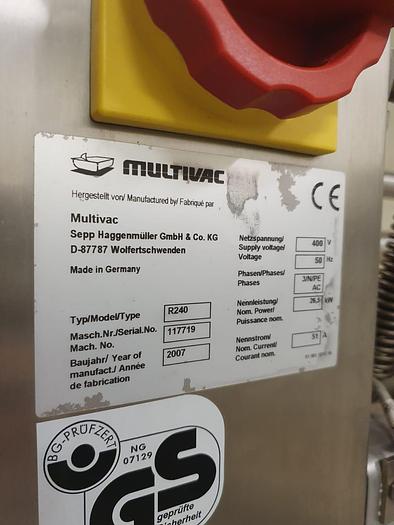 MULTIVAC
CE
Hergestellt von/ Manufactured by/ Fabriqué par
Multivac
Sepp Haggenmüller GmbH & Co. KG
D-87787 Wolfertschwenden
Made in Germany
Typ/Model/Type R240
Masch.Nr./Serial.No. 117719
Mach. No.
Baujahr/ Year of 2007
manufact./ Année
de fabrication
Netzspannung/ 400 V
Supply voltage/
Voltage 50 Hz
Phasen/Phases/ 3/N/PE
Phases AC
Nennleistung/ 26,5 kW
Nom. Power/
Puissance nom.
Nennstrom/ 51 A
Nom. Current/
Courant nom.
BG-PRÜFZERT
NG
07129
GS
geprüfte
Sicherheit